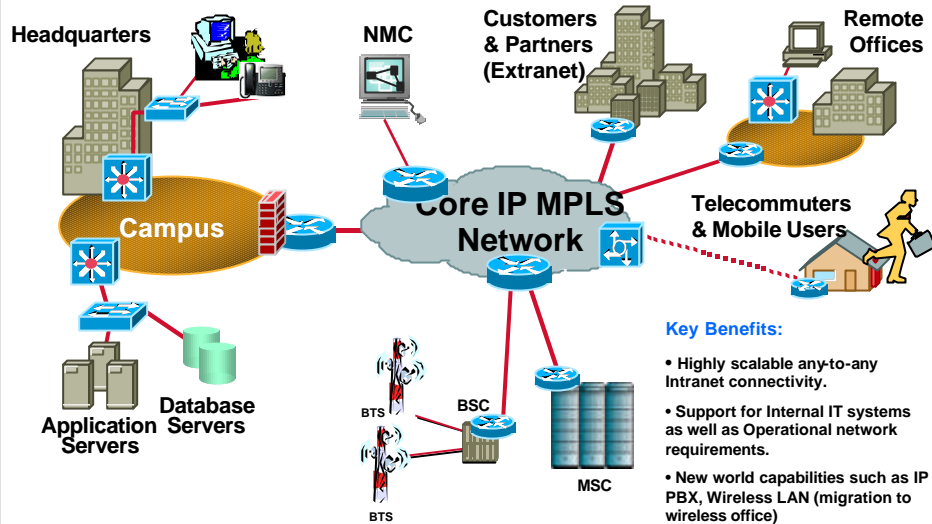 Headquarters
NMC
Customers
& Partners
(Extranet)
Remote
Offices
Campus
Core IP MPLS
Network
Telecommuters
& Mobile Users
Application
Servers
Database
Servers
BTS
BSC
BTS
MSC
Key Benefits:
• Highly scalable any-to-any
Intranet connectivity.
• Support for Internal IT systems
as well as Operational network
requirements.
• New world capabilities such as IP
PBX, Wireless LAN (migration to
wireless office)